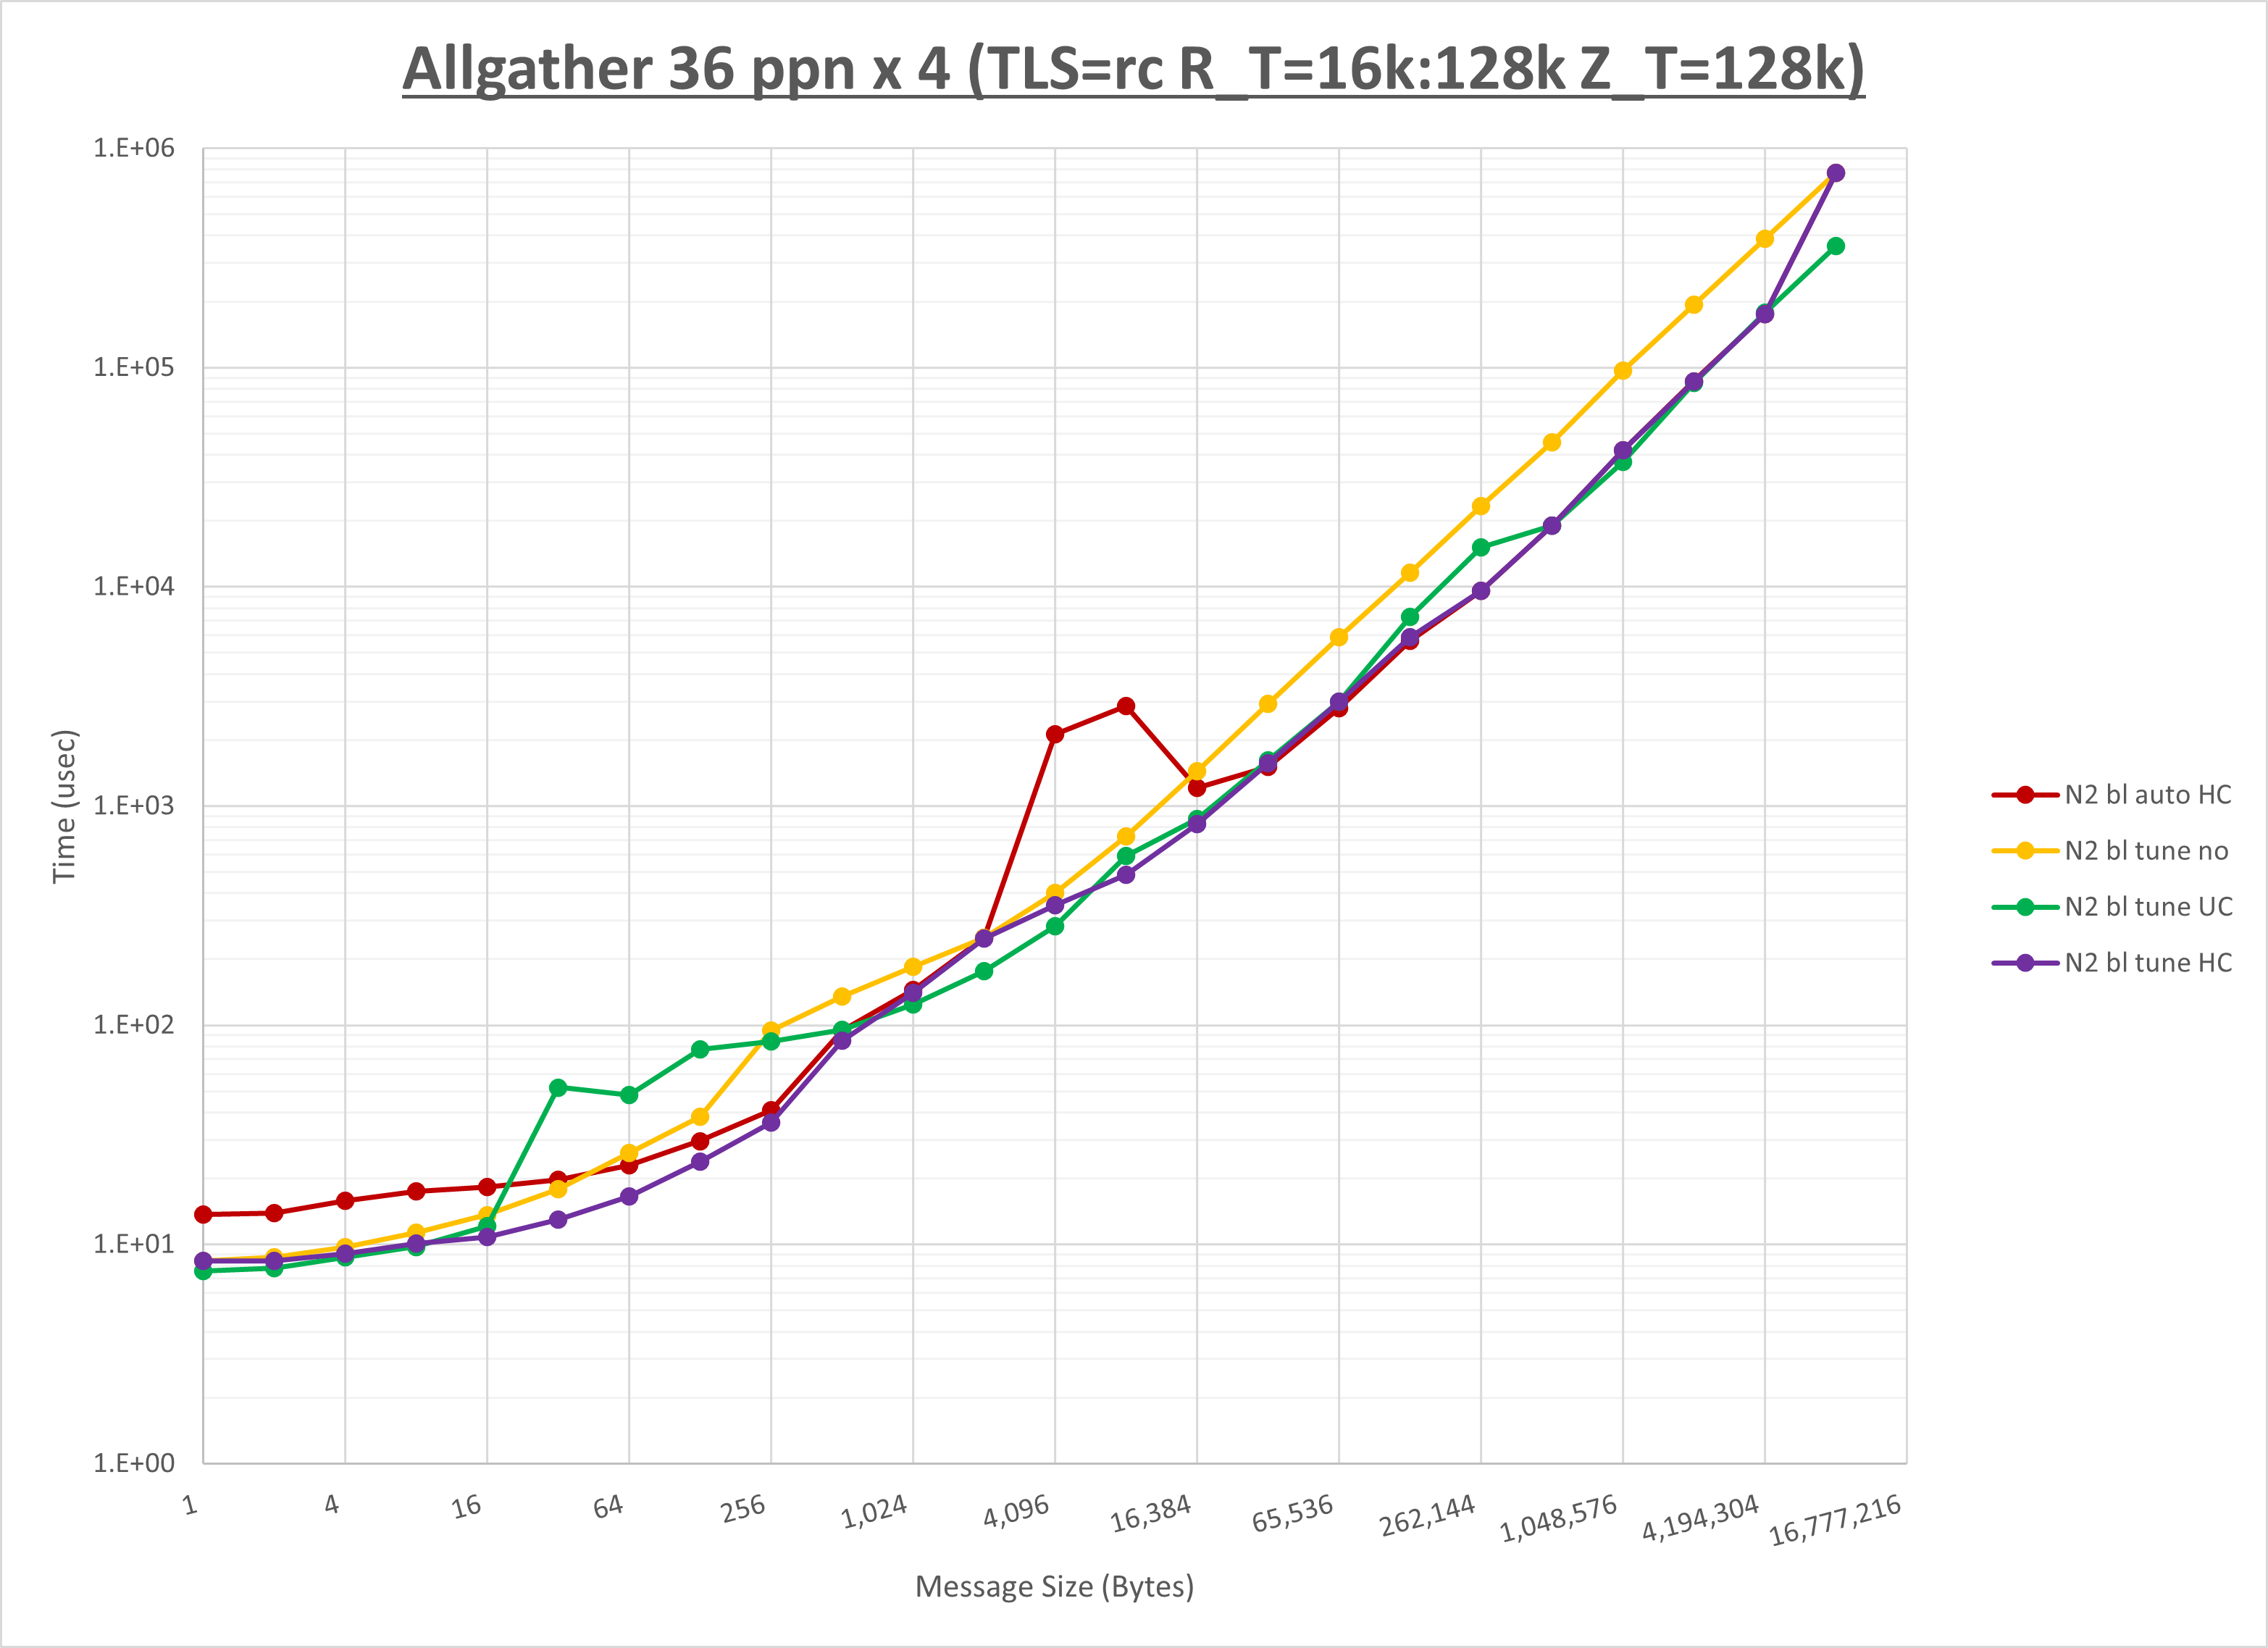 Allgather 36 ppn x 4 (TLS=rc R_T=16k:128k Z_T=128k)
1.E+06
1.E+05
1.E+04
1.E+03
1.E+02
1.E+01
1.E+00
Time (usec)
1
4
16
64
256
1,024
4,096
16,384
65,536
262,144
1,048,576
4,194,304
16,777,216
Message Size (Bytes)
N2 bl auto HC
N2 bl tune no
N2 bl tune UC
N2 bl tune HC